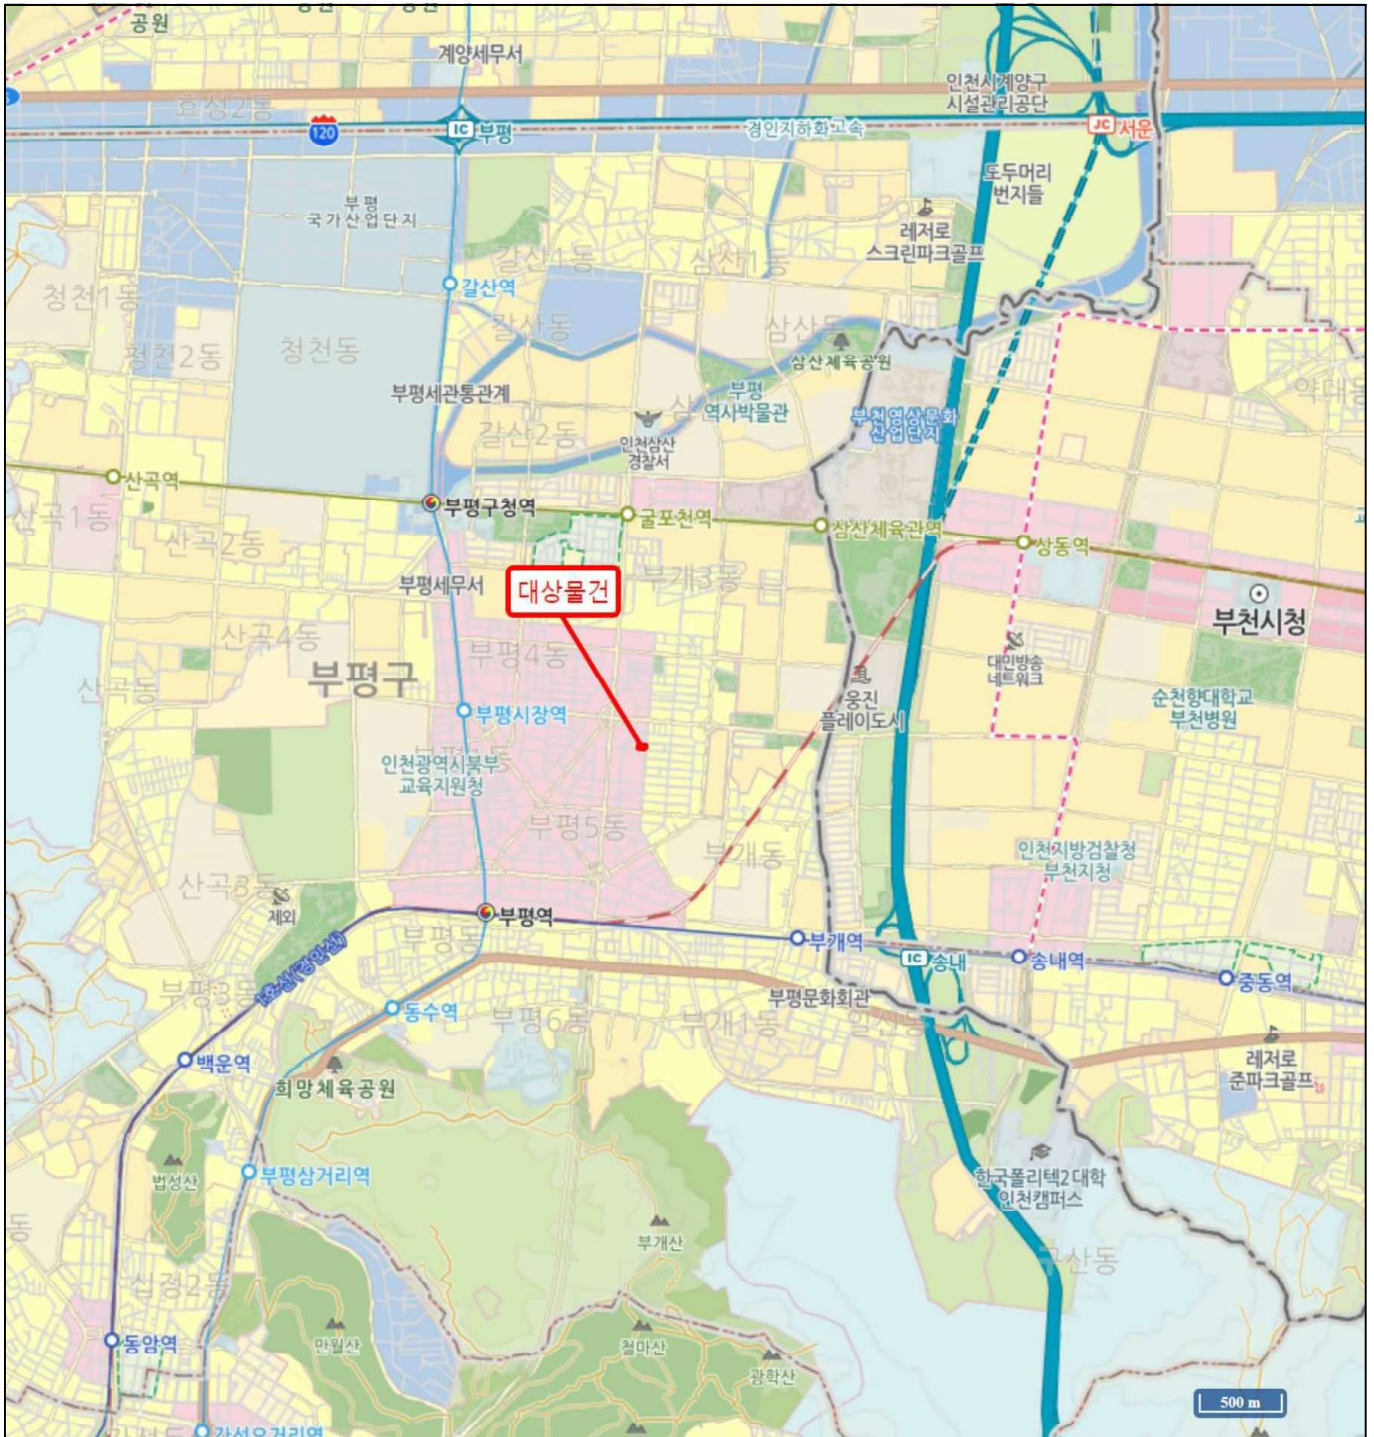 공원
계양세무서
인천시계양구
시설관리공단
효성2동
120
IC 부평
경인지하화고속
JC 서운
도두머리
번지들
부평
국가산업단지
레저로
스크린파크골프
갈산1동
삼산1동
청천1동
갈산역
갈산동
삼산동
청천2동
청천동
삼산체육공원
약대동
부평세관통관계
부평
역사박물관
부천영상문화
산업단지
갈산2동
인천삼산
경찰서
산곡역
부평구청역
굴포천역
삼산체육관역
상동역
산곡1동
산곡2동
부평세무서
대상물건
부개3동
부천시청
산곡4동
부평4동
대민방송
네트워크
산곡동
부평구
웅진
플레이도시
순천향대학교
부천병원
부평시장역
인천광역시북부
교육지원청
부평5동
부개동
인천지방검찰청
부천지청
산곡3동
제외
부평역
부평동
부개역
IC 송내
송내역
중동역
1호선(경인선)
부평3동
동수역
부평6동
부평문화회관
부개1동
일신동
백운역
희망체육공원
레저로
준파크골프
법성산
부평삼거리역
한국폴리텍2대학
인천캠퍼스
부개산
구산동
십정2동
동암역
만월산
철마산
광학산
500 m
간석오거리역